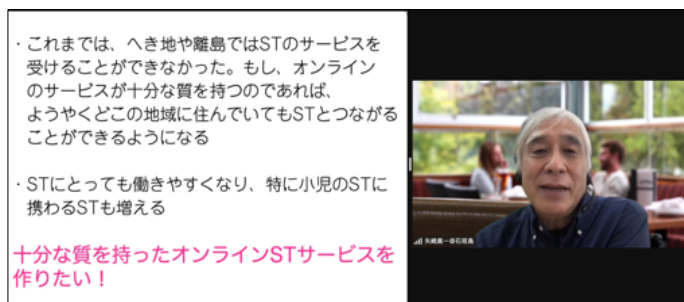 ・これまでは、へき地や離島ではSTのサービスを
受けることができなかった。もし、オンライン
のサービスが十分な質を持つのであれば、
ようやくどこの地域に住んでいてもSTとつながる
ことができるようになる
・STにとっても働きやすくなり、特に小児のSTに
携わるSTも増える
十分な質を持ったオンラインSTサービスを
作りたい！
矢﨑真一@石垣島